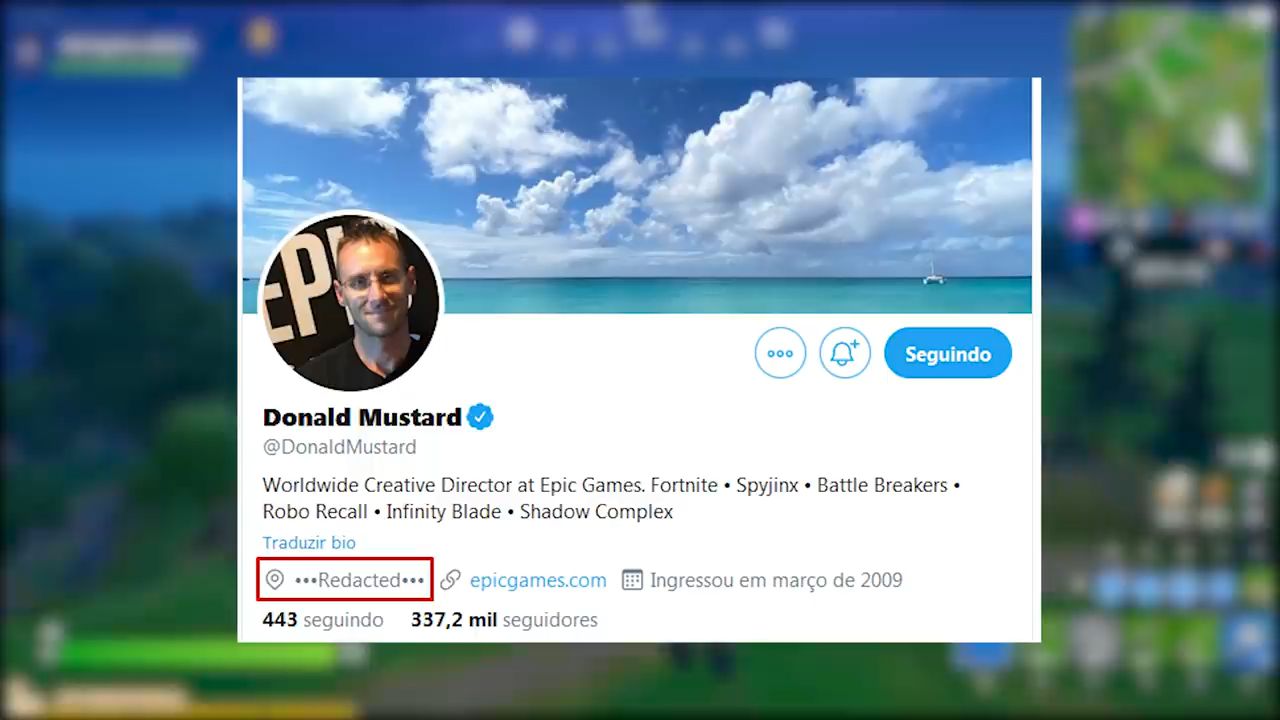 EPI
Seguindo
Donald Mustard
@DonaldMustard
Worldwide Creative Director at Epic Games. Fortnite • Spyjinx • Battle Breakers •
Robo Recall • Infinity Blade • Shadow Complex
Traduzir bio
•••Redacted••• epicgames.com Ingressou em março de 2009
443 seguindo 337,2 mil seguidores